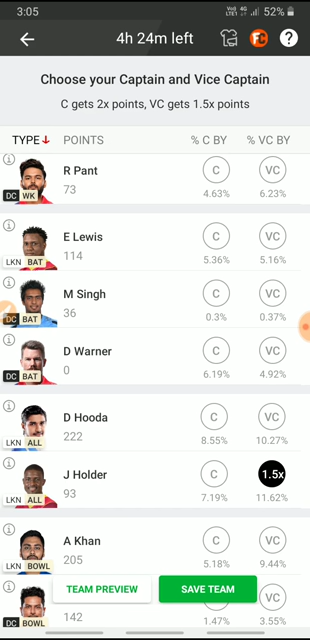 3:05
Vo) 4G
LTE1
52%
4h 24m left
FC
?
Choose your Captain and Vice Captain
C gets 2x points, VC gets 1.5x points
TYPE POINTS % C BY % VC BY
R Pant
73
C VC
4.63% 6.23%
DC WK
E Lewis
114
C VC
5.36% 5.16%
LKN BAT
M Singh
36
C VC
0.3% 0.37%
DC BAT
D Warner
0
C VC
6.19% 4.92%
DC BAT
D Hooda
222
C VC
8.55% 10.27%
LKN ALL
J Holder
93
C 1.5x
7.19% 11.62%
LKN ALL
A Khan
205
C VC
5.18% 9.44%
LKN BOWL
TEAM PREVIEW SAVE TEAM
142
1.47% 3.55%
DC BOWL